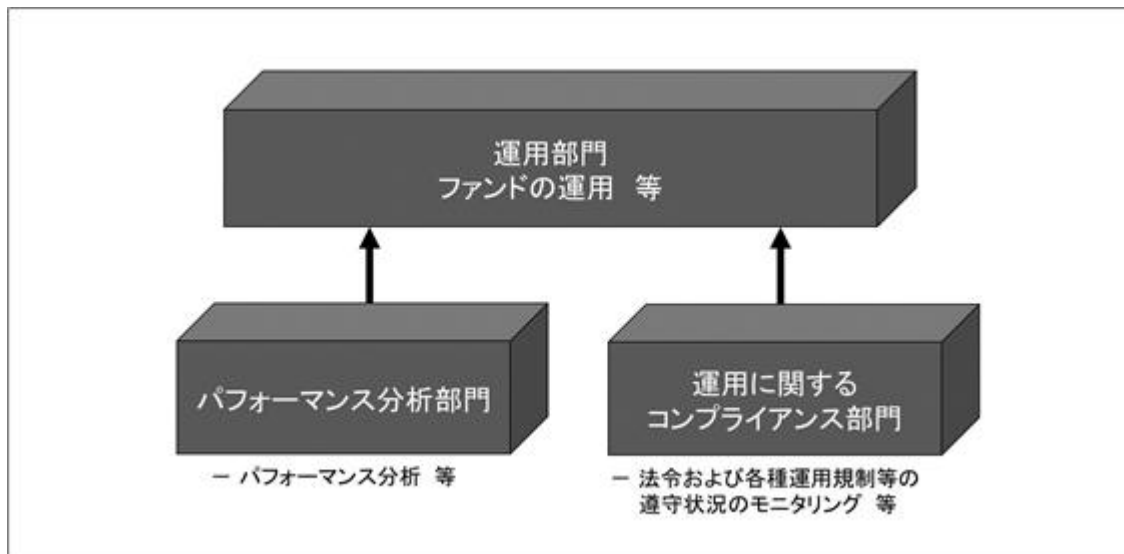 運用部門
ファンドの運用 等
パフォーマンス分析部門
－ パフォーマンス分析 等
運用に関する
コンプライアンス部門
－ 法令および各種運用規制等の
遵守状況のモニタリング 等